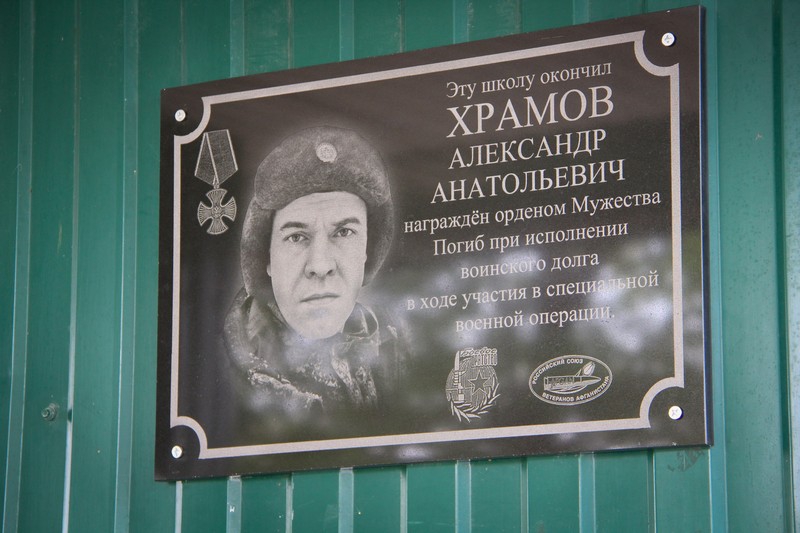 Эту школу окончил
ХРАМОВ
АЛЕКСАНДР
АНАТОЛЬЕВИЧ
награждён орденом Мужества
Погиб при исполнении
воинского долга
в ходе участия в специальной
военной операции.
РОССИЙСКИЙ СОЮЗ
ВЕТЕРАНОВ АФГАНИСТАНА